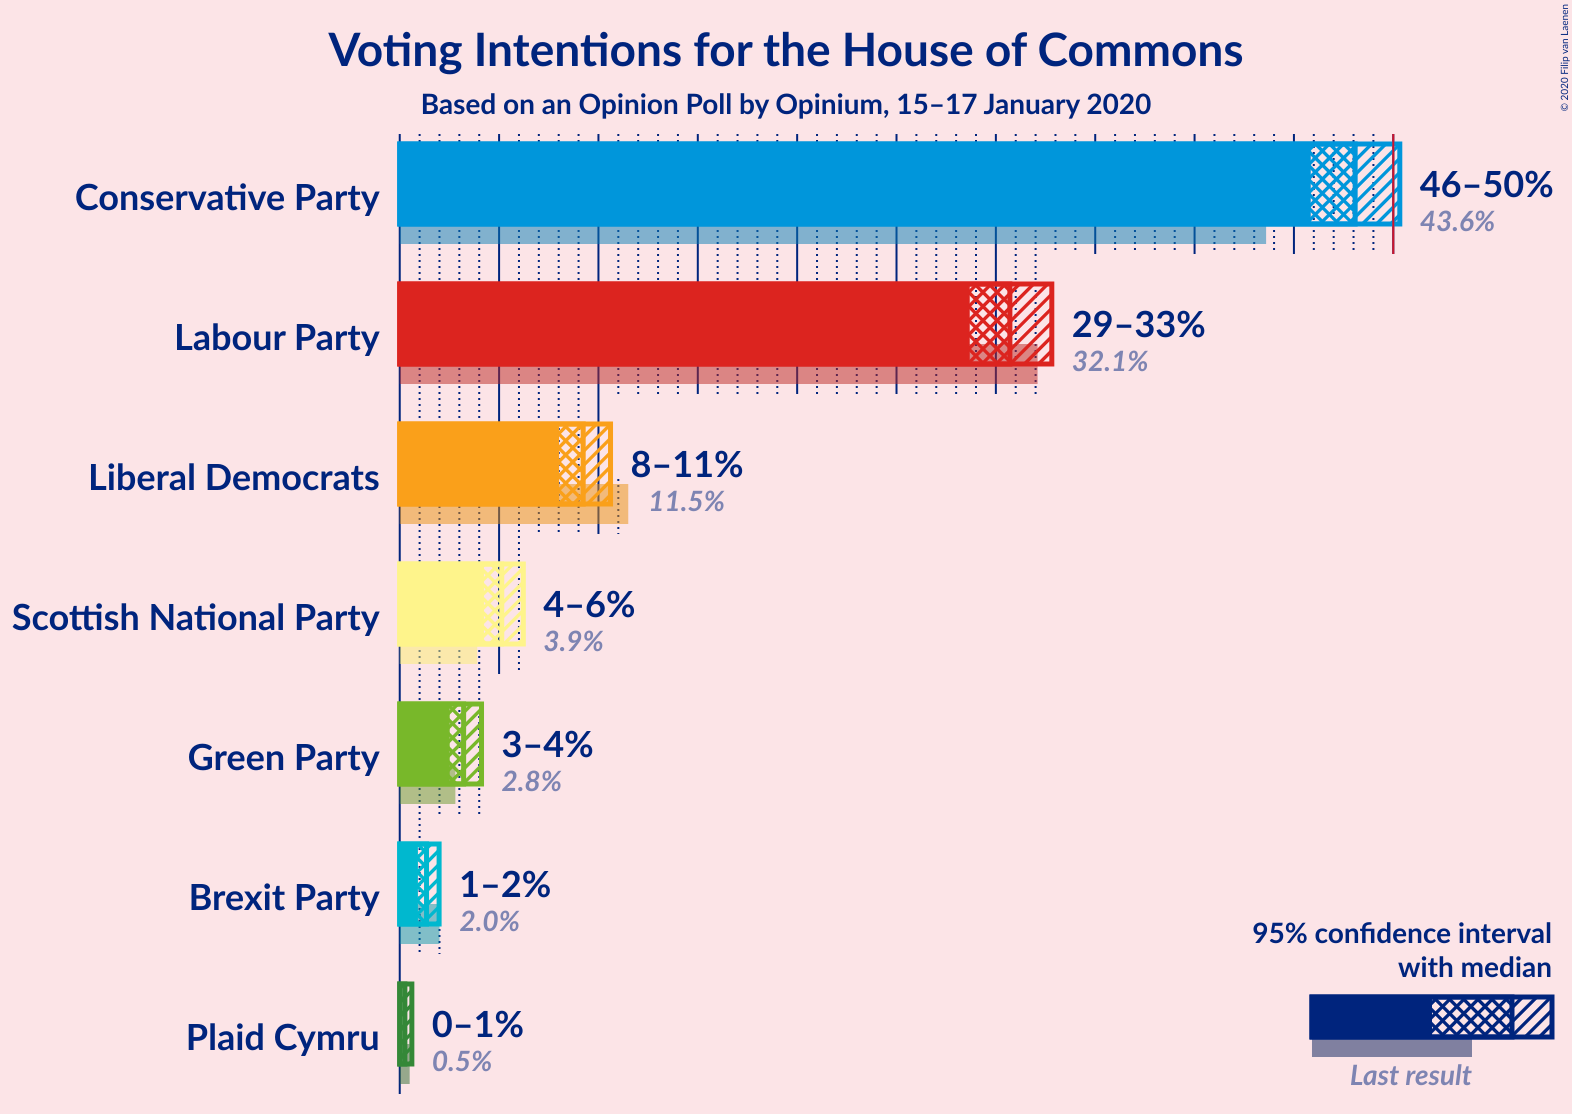 Voting Intentions for the House of Commons
Based on an Opinion Poll by Opinium, 15–17 January 2020
© 2020 Filip van Laenen
Conservative Party
46–50%
43.6%
Labour Party
29–33%
32.1%
Liberal Democrats
8–11%
11.5%
Scottish National Party
4–6%
3.9%
Green Party
3–4%
2.8%
Brexit Party
1–2%
2.0%
Plaid Cymru
0–1%
0.5%
95% confidence interval
with median
Last result